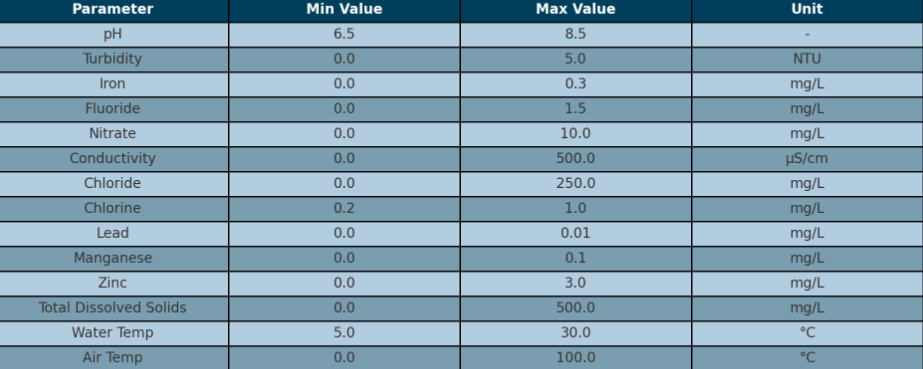 Parameter Min Value Max Value Unit
pH 6.5 8.5 -
Turbidity 0.0 5.0 NTU
Iron 0.0 0.3 mg/L
Fluoride 0.0 1.5 mg/L
Nitrate 0.0 10.0 mg/L
Conductivity 0.0 500.0 µS/cm
Chloride 0.0 250.0 mg/L
Chlorine 0.2 1.0 mg/L
Lead 0.0 0.01 mg/L
Manganese 0.0 0.1 mg/L
Zinc 0.0 3.0 mg/L
Total Dissolved Solids 0.0 500.0 mg/L
Water Temp 5.0 30.0 °C
Air Temp 0.0 100.0 °C